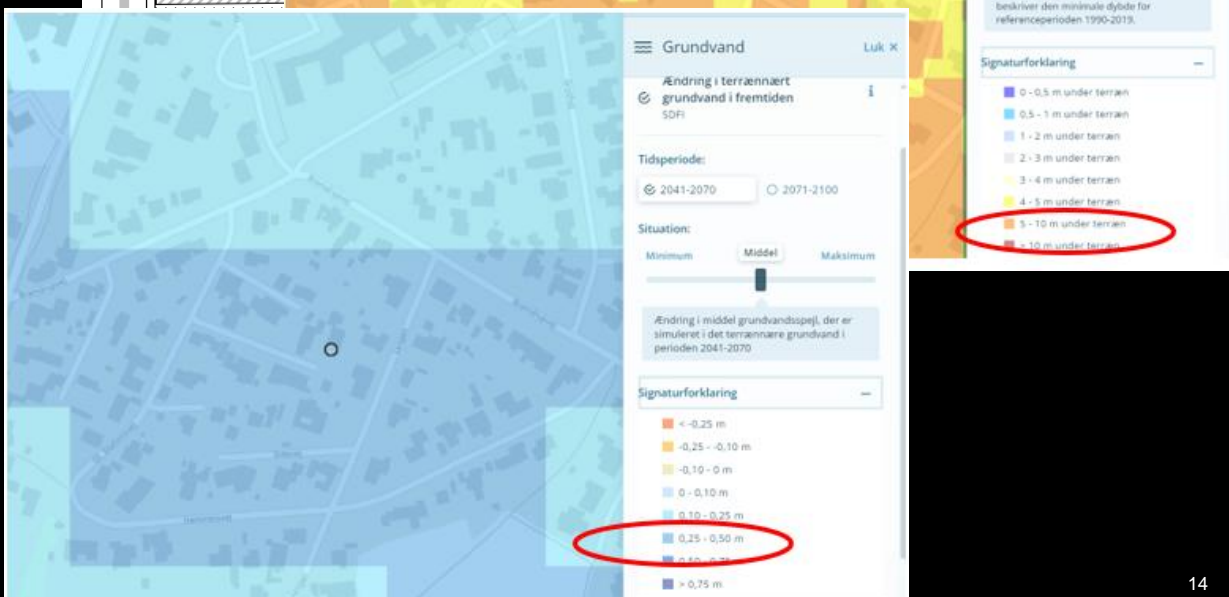 Grundvand
Luk ×
Ændring i terrænnært
grundvand i fremtiden
SDFI
i
Tidsperiode:
2041-2070
2071-2100
Situation:
Minimum
Middel
Maksimum
Ændring i middel grundvandsspejl, der er
simuleret i det terrænnære grundvand i
perioden 2041-2070
Signaturforklaring
< -0,25 m
-0,25 - -0,10 m
-0,10 - 0 m
0 - 0,10 m
0,10 - 0,25 m
0,25 - 0,50 m
> 0,75 m
beskriver den minimale dybde for
referenceperioden 1990-2019.
Signaturforklaring
0 - 0,5 m under terræn
0,5 - 1 m under terræn
1 - 2 m under terræn
2 - 3 m under terræn
3 - 4 m under terræn
4 - 5 m under terræn
5 - 10 m under terræn
> 10 m under terræn
14